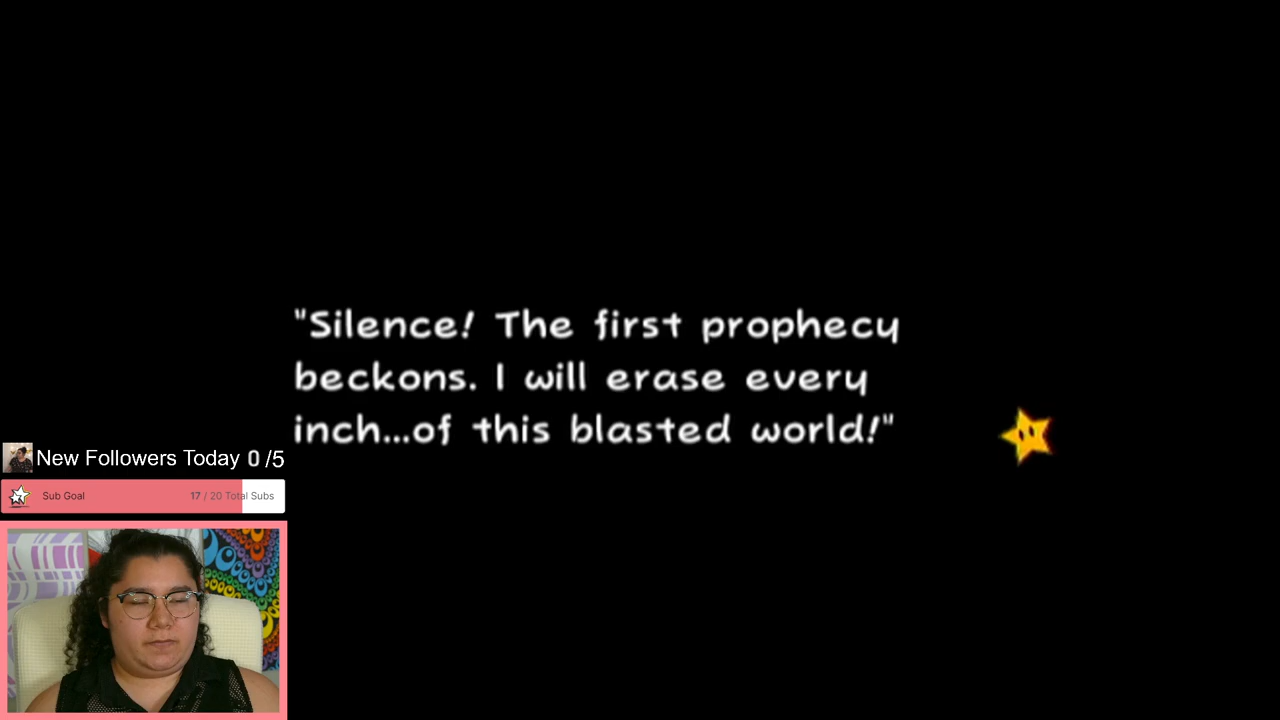 "Silence! The first prophecy
beckons. I will erase every
inch...of this blasted world!"
New Followers Today 0 /5
Sub Goal 17 / 20 Total Subs